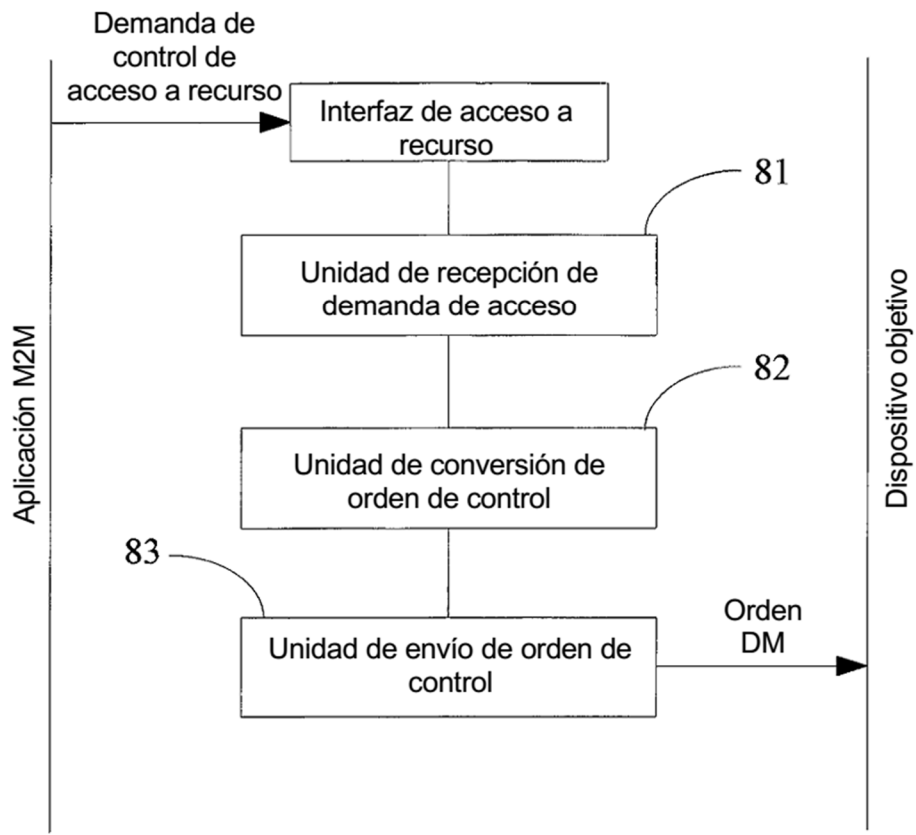 Demanda de
control de
acceso a recurso
Interfaz de acceso a
recurso
81
Unidad de recepción de
demanda de acceso
82
Unidad de conversión de
orden de control
83
Unidad de envío de orden de
control
Orden
DM
Aplicación M2M
Dispositivo objetivo